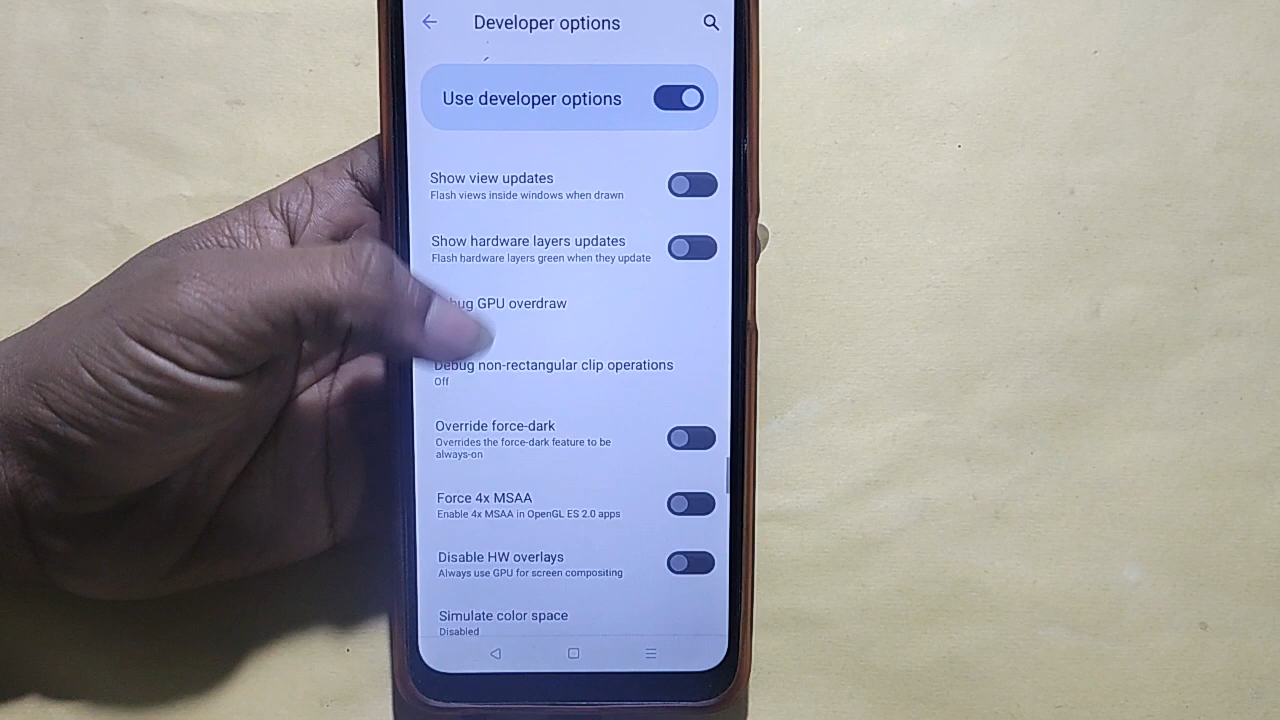 Developer options
Use developer options
Show view updates
Flash views inside windows when drawn
Show hardware layers updates
Flash hardware layers green when they update
GPU overdraw
Debug non-rectangular clip operations
Off
Override force-dark
Overrides the force-dark feature to be
always-on
Force 4x MSAA
Enable 4x MSAA in OpenGL ES 2.0 apps
Disable HW overlays
Always use GPU for screen compositing
Simulate color space
Disabled